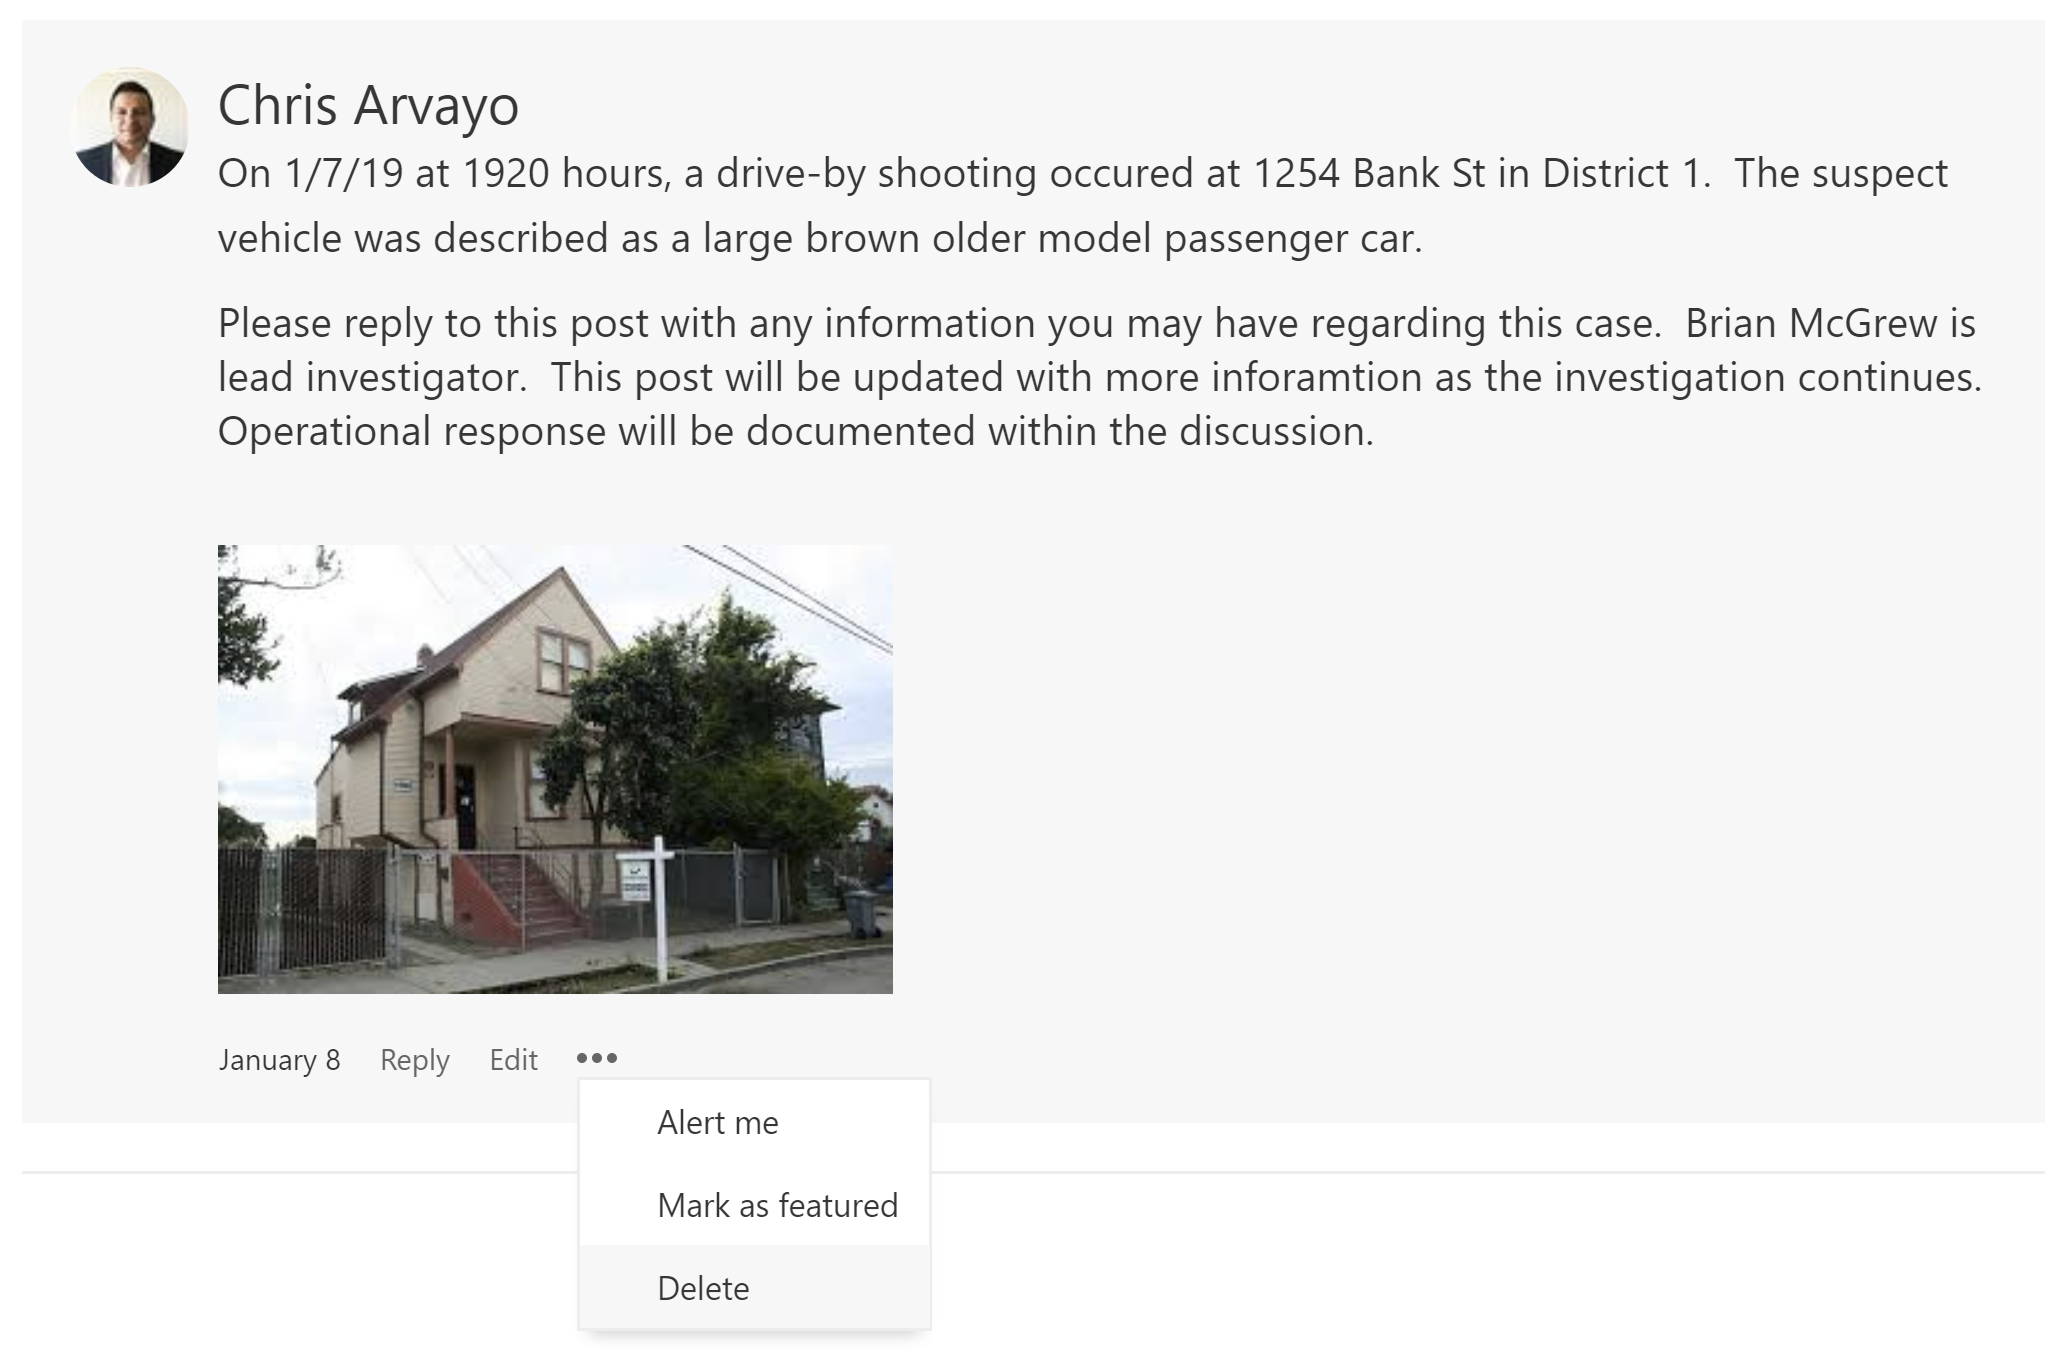 Chris Arvayo
On 1/7/19 at 1920 hours, a drive-by shooting occured at 1254 Bank St in District 1.  The suspect
vehicle was described as a large brown older model passenger car.
Please reply to this post with any information you may have regarding this case.  Brian McGrew is
lead investigator.  This post will be updated with more inforamtion as the investigation continues.
Operational response will be documented within the discussion.
January 8 Reply Edit •••
Alert me
Mark as featured
Delete